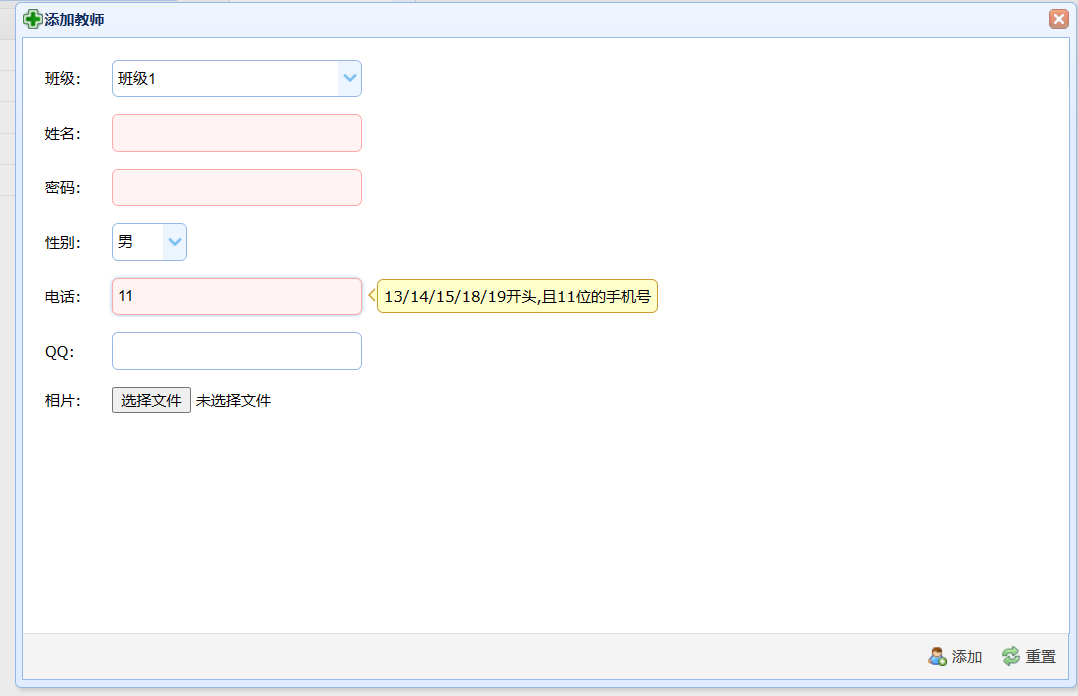 添加教师
班级： 班级1
姓名：
密码：
性别： 男
电话： 11 13/14/15/18/19开头,且11位的手机号
QQ：
相片： 选择文件 未选择文件
添加 重置